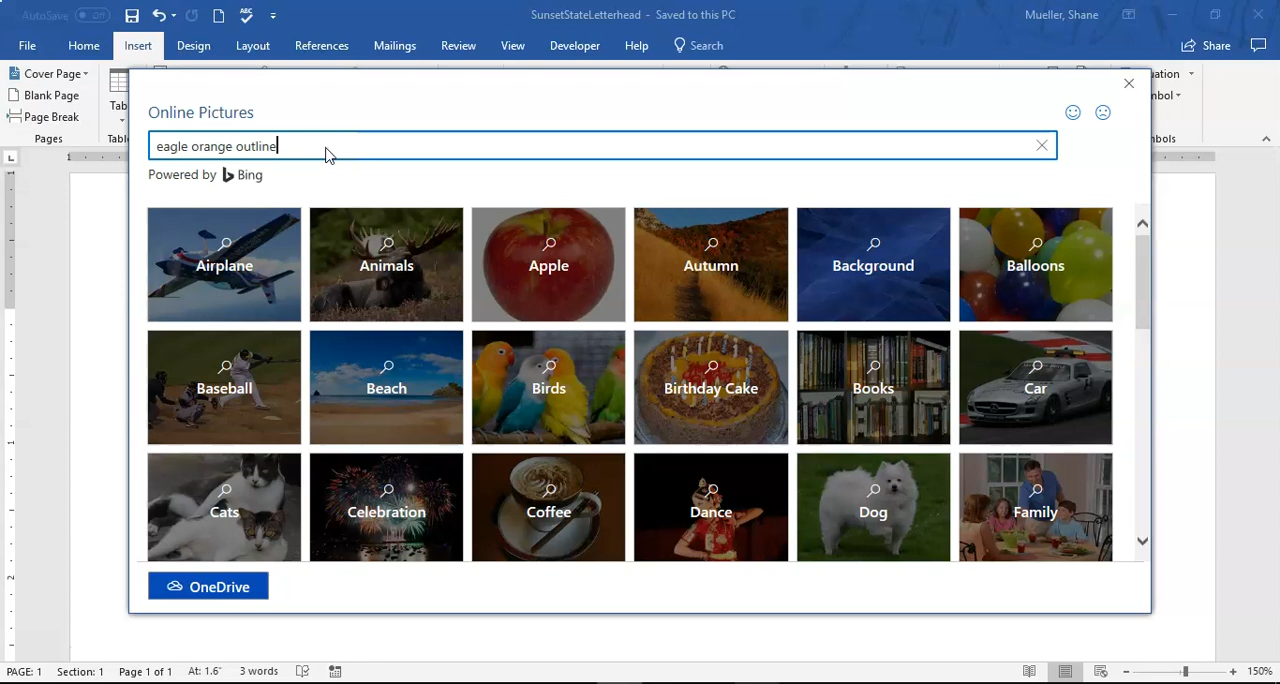 AutoSave Off SunsetStateLetterhead - Saved to this PC Mueller, Shane
File Home Insert Design Layout References Mailings Review View Developer Help Search Share
Cover Page
Blank Page
Page Break
Pages
Online Pictures
eagle orange outline
Powered by Bing
Airplane Animals Apple Autumn Background Balloons
Baseball Beach Birds Birthday Cake Books Car
Cats Celebration Coffee Dance Dog Family
OneDrive
PAGE: 1 Section: 1 Page 1 of 1 At: 1.6" 3 words 150%